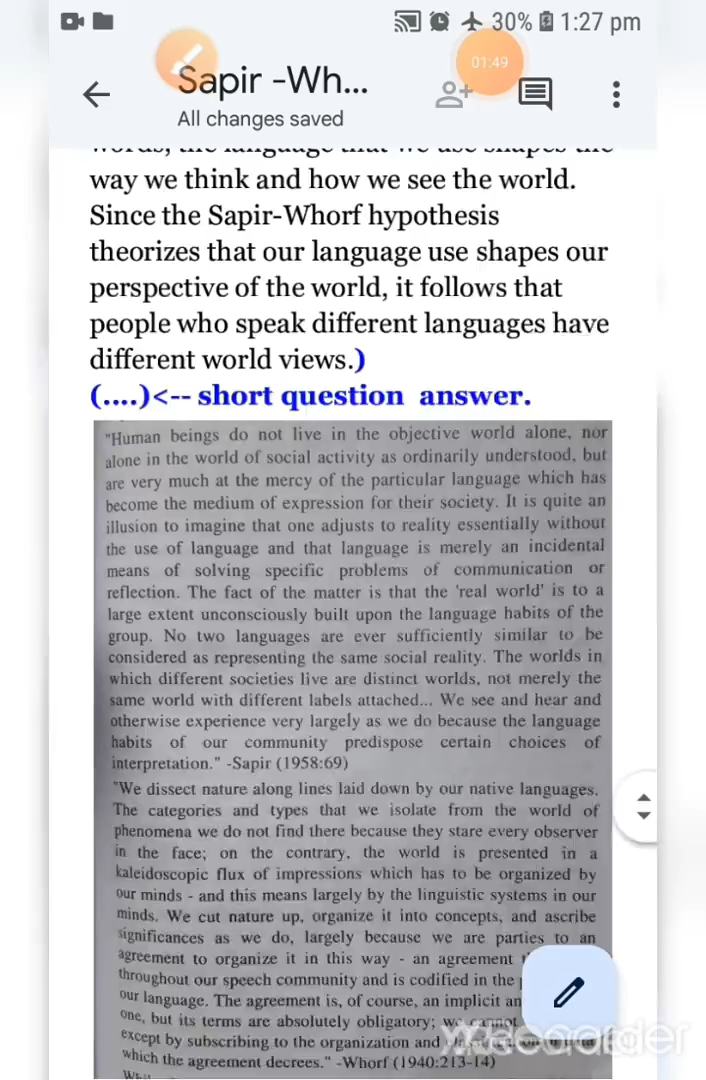 30% 1:27 pm
01:49
Sapir -Wh...
All changes saved
way we think and how we see the world.
Since the Sapir-Whorf hypothesis
theorizes that our language use shapes our
perspective of the world, it follows that
people who speak different languages have
different world views.)
(....)<-- short question answer.
"Human beings do not live in the objective world alone, nor
alone in the world of social activity as ordinarily understood, but
are very much at the mercy of the particular language which has
become the medium of expression for their society. It is quite an
illusion to imagine that one adjusts to reality essentially without
the use of language and that language is merely an incidental
means of solving specific problems of communication or
reflection. The fact of the matter is that the 'real world' is to a
large extent unconsciously built upon the language habits of the
group. No two languages are ever sufficiently similar to be
considered as representing the same social reality. The worlds in
which different societies live are distinct worlds, not merely the
same world with different labels attached... We see and hear and
otherwise experience very largely as we do because the language
habits of our community predispose certain choices of
interpretation." -Sapir (1958:69)
"We dissect nature along lines laid down by our native languages.
The categories and types that we isolate from the world of
phenomena we do not find there because they stare every observer
in the face; on the contrary, the world is presented in a
kaleidoscopic flux of impressions which has to be organized by
our minds - and this means largely by the linguistic systems in our
minds. We cut nature up, organize it into concepts, and ascribe
significances as we do, largely because we are parties to an
agreement to organize it in this way - an agreement
throughout our speech community and is codified in the
our language. The agreement is, of course, an implicit an
one, but its terms are absolutely obligatory; we cannot
except by subscribing to the organization and
which the agreement decrees." -Whorf (1940:213-14)